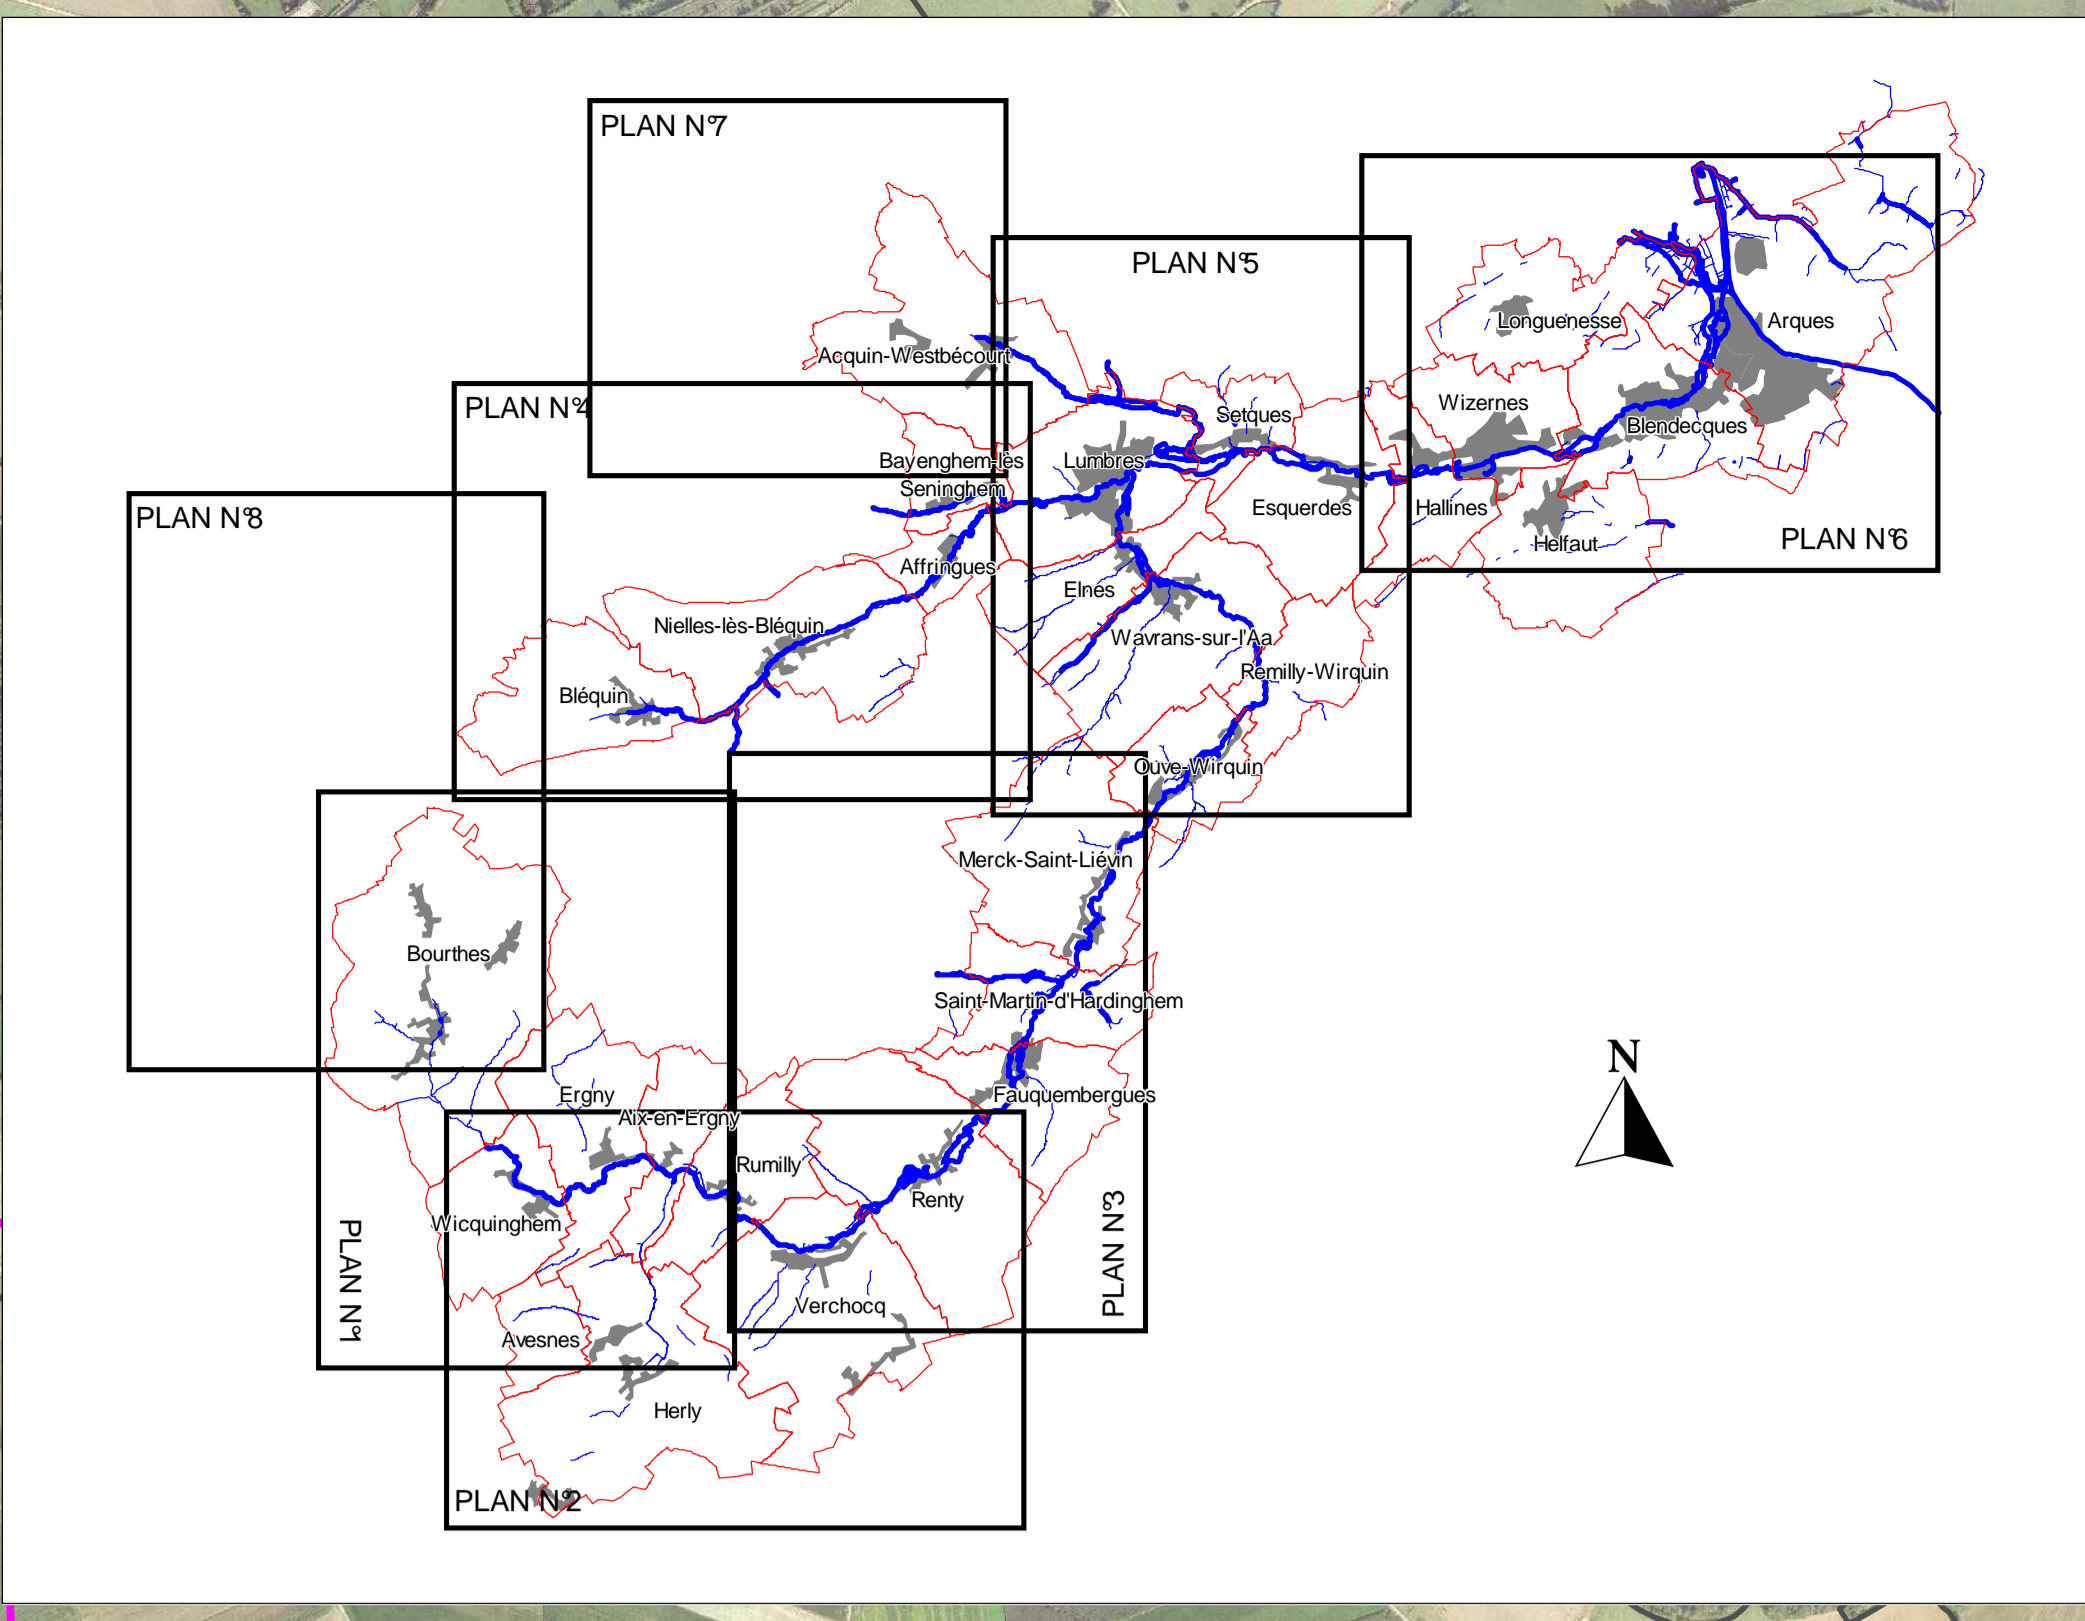 PLAN N°7
PLAN N°5
Longuenesse
Arques
Acquin-Westbécourt
PLAN N°4
Wizernes
Setques
Blendecques
Bayenghem-lès
Seninghem
Lumbres
PLAN N°8
Esquerdes
Hallines
Helfaut
PLAN N°6
Affringues
Elnes
Nielles-lès-Bléquin
Wavrans-sur-l'Aa
Remilly-Wirquin
Bléquin
Ouve-Wirquin
Merck-Saint-Liévin
Bourthes
Saint-Martin-d'Hardinghem
N
Ergny
Fauquembergues
Aix-en-Ergny
Rumilly
Renty
Wicquinghem
PLAN N°3
PLAN N°1
Verchocq
Avesnes
Herly
PLAN N°2